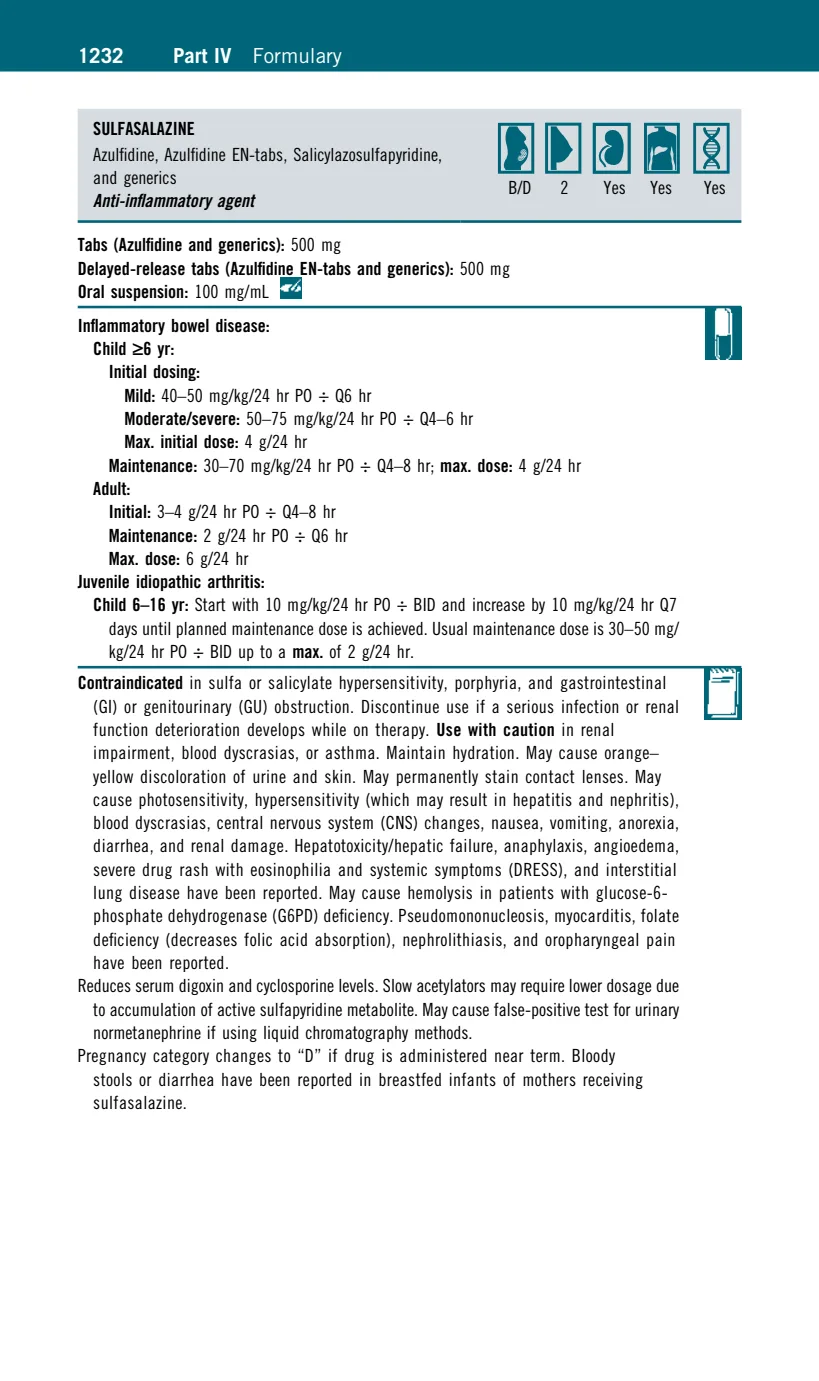 1232 Part IV Formulary
SULFASALAZINE
Azulfidine, Azulfidine EN-tabs, Salicylazosulfapyridine,
and generics
Anti-inflammatory agent
B/D 2 Yes Yes Yes
Tabs (Azulfidine and generics): 500 mg
Delayed-release tabs (Azulfidine EN-tabs and generics): 500 mg
Oral suspension: 100 mg/mL
Inflammatory bowel disease:
Child ≥6 yr:
Initial dosing:
Mild: 40–50 mg/kg/24 hr PO ÷ Q6 hr
Moderate/severe: 50–75 mg/kg/24 hr PO ÷ Q4–6 hr
Max. initial dose: 4 g/24 hr
Maintenance: 30–70 mg/kg/24 hr PO ÷ Q4–8 hr; max. dose: 4 g/24 hr
Adult:
Initial: 3–4 g/24 hr PO ÷ Q4–8 hr
Maintenance: 2 g/24 hr PO ÷ Q6 hr
Max. dose: 6 g/24 hr
Juvenile idiopathic arthritis:
Child 6–16 yr: Start with 10 mg/kg/24 hr PO ÷ BID and increase by 10 mg/kg/24 hr Q7
days until planned maintenance dose is achieved. Usual maintenance dose is 30–50 mg/
kg/24 hr PO ÷ BID up to a max. of 2 g/24 hr.
Contraindicated in sulfa or salicylate hypersensitivity, porphyria, and gastrointestinal
(GI) or genitourinary (GU) obstruction. Discontinue use if a serious infection or renal
function deterioration develops while on therapy. Use with caution in renal
impairment, blood dyscrasias, or asthma. Maintain hydration. May cause orange–
yellow discoloration of urine and skin. May permanently stain contact lenses. May
cause photosensitivity, hypersensitivity (which may result in hepatitis and nephritis),
blood dyscrasias, central nervous system (CNS) changes, nausea, vomiting, anorexia,
diarrhea, and renal damage. Hepatotoxicity/hepatic failure, anaphylaxis, angioedema,
severe drug rash with eosinophilia and systemic symptoms (DRESS), and interstitial
lung disease have been reported. May cause hemolysis in patients with glucose-6-
phosphate dehydrogenase (G6PD) deficiency. Pseudomononucleosis, myocarditis, folate
deficiency (decreases folic acid absorption), nephrolithiasis, and oropharyngeal pain
have been reported.
Reduces serum digoxin and cyclosporine levels. Slow acetylators may require lower dosage due
to accumulation of active sulfapyridine metabolite. May cause false-positive test for urinary
normetanephrine if using liquid chromatography methods.
Pregnancy category changes to “D” if drug is administered near term. Bloody
stools or diarrhea have been reported in breastfed infants of mothers receiving
sulfasalazine.